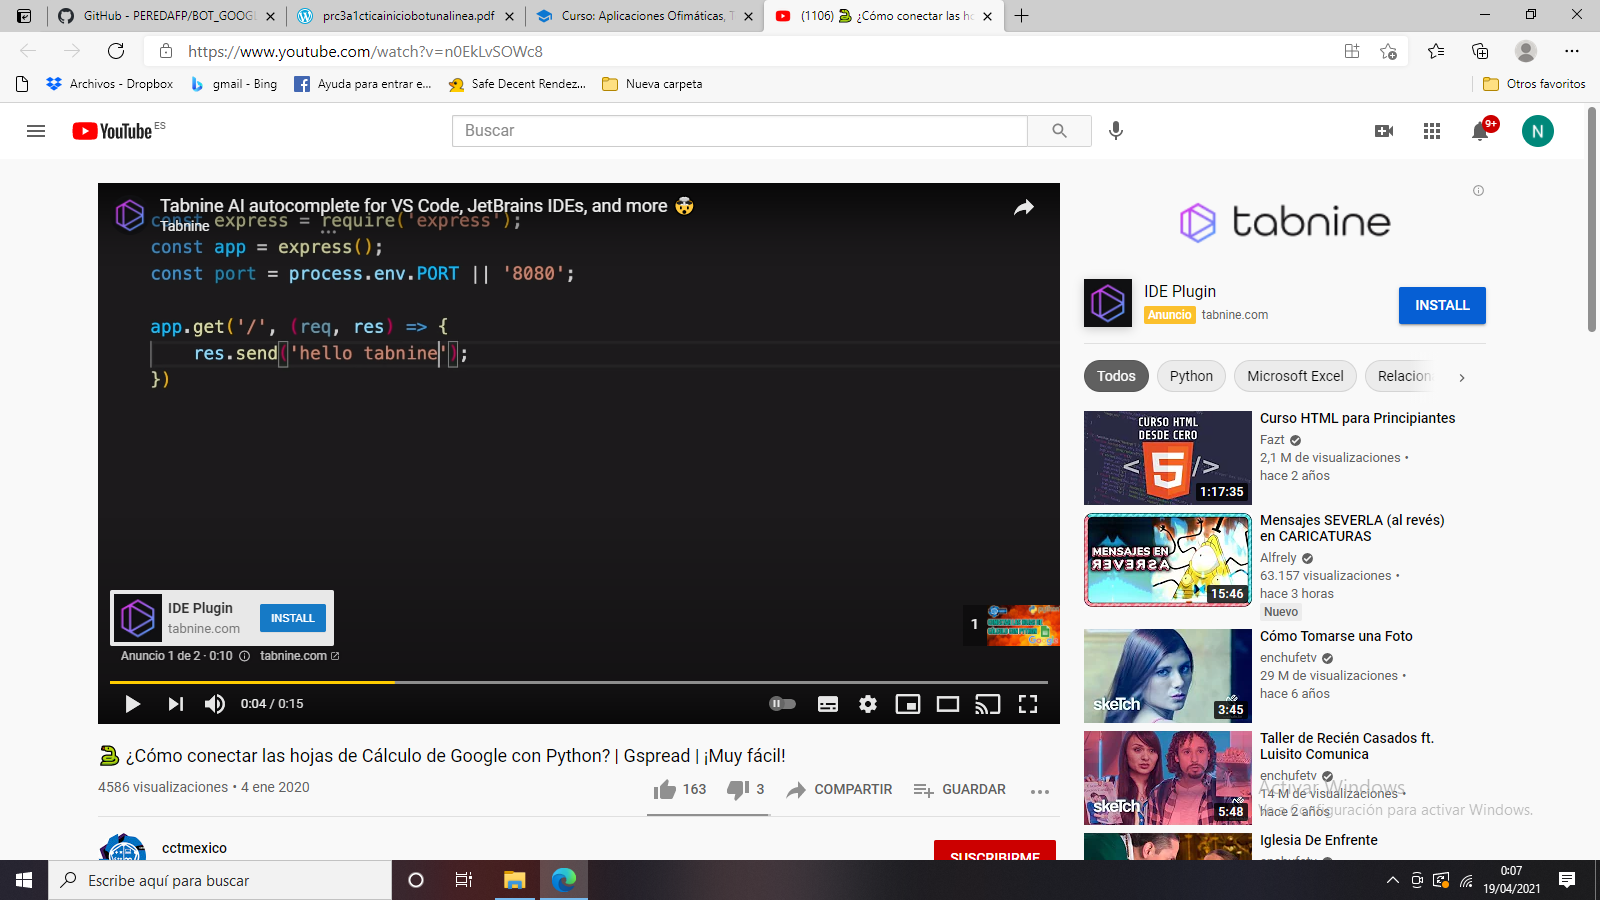 GitHub - PEREDAFP/BOT_GOOGL
prc3a1cticainiciobotunalinea.pdf
Curso: Aplicaciones Ofimáticas, T
(1106) 🐍 ¿Cómo conectar las ho
https://www.youtube.com/watch?v=n0EkLvSOWc8
Archivos - Dropbox
gmail - Bing
Ayuda para entrar e...
Safe Decent Rendez...
Nueva carpeta
Otros favoritos
YouTube ES
Buscar
9+
N
Tabnine AI autocomplete for VS Code, JetBrains IDEs, and more 🤯
Tabnine
const express = require('express');
const app = express();
const port = process.env.PORT || '8080';
app.get('/', (req, res) => {
res.send('hello tabnine');
})
IDE Plugin
tabnine.com
INSTALL
Anuncio 1 de 2 · 0:10
tabnine.com
1
0:04 / 0:15
🐍 ¿Cómo conectar las hojas de Cálculo de Google con Python? | Gspread | ¡Muy fácil!
4586 visualizaciones • 4 ene 2020
163
3
COMPARTIR
GUARDAR
cctmexico
SUSCRIBIRME
tabnine
IDE Plugin
Anuncio tabnine.com
INSTALL
Todos
Python
Microsoft Excel
Relacion
CURSO HTML
DESDE CERO
5
1:17:35
Curso HTML para Principiantes
Fazt
2,1 M de visualizaciones •
hace 2 años
MENSAJES EN
REVERSA
15:46
Mensajes SEVERLA (al revés)
en CARICATURAS
Alfrely
63.157 visualizaciones •
hace 3 horas
Nuevo
skeTch
3:45
Cómo Tomarse una Foto
enchufetv
29 M de visualizaciones •
hace 6 años
skeTch
5:48
Taller de Recién Casados ft.
Luisito Comunica
enchufetv
14 M de visualizaciones •
hace 2 años
Activar Windows
Ve a Configuración para activar Windows.
Iglesia De Enfrente
enchufetv
Escribe aquí para buscar
0:07
19/04/2021